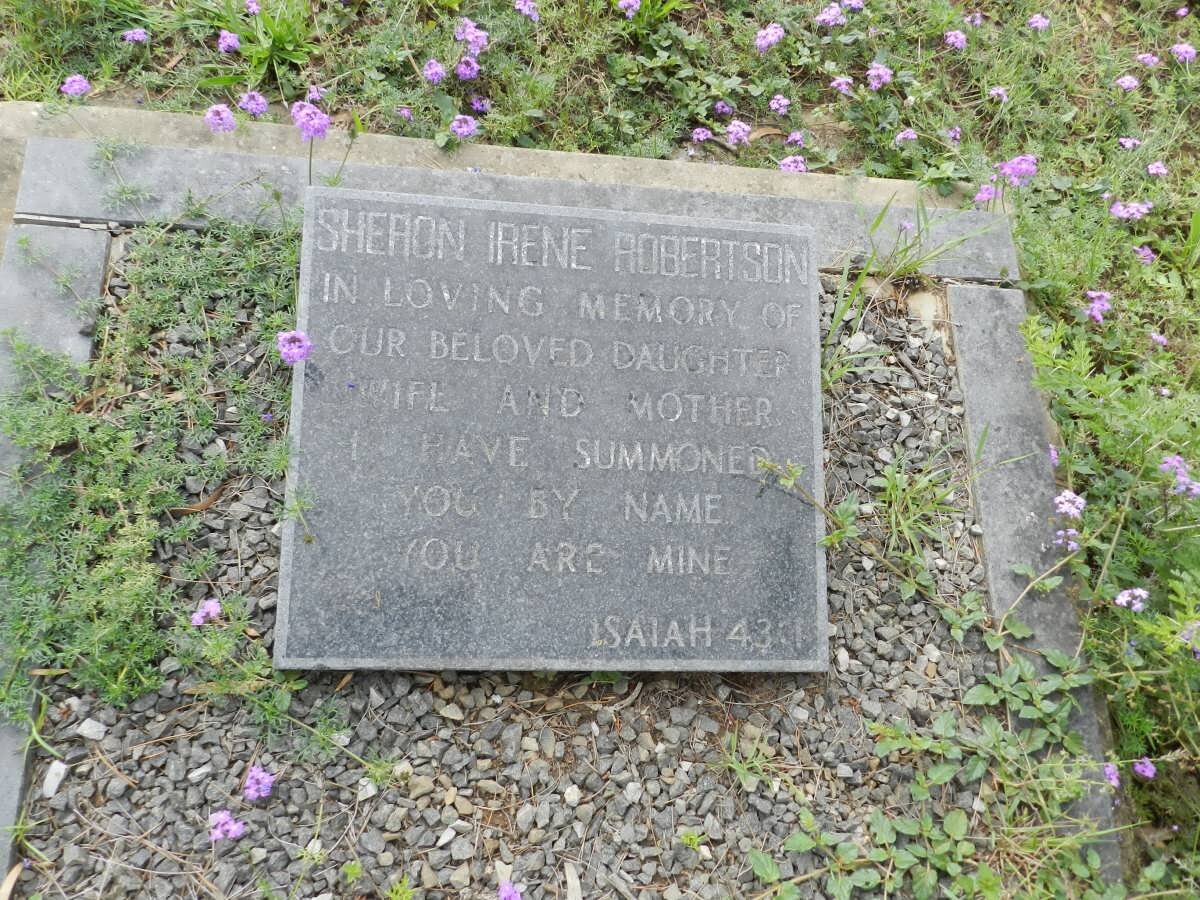 SHERON IRENE ROBERTSON
IN LOVING MEMORY OF
OUR BELOVED DAUGHTER
WIFE AND MOTHER.
I HAVE SUMMONED
YOU BY NAME
YOU ARE MINE
ISAIAH 43:1